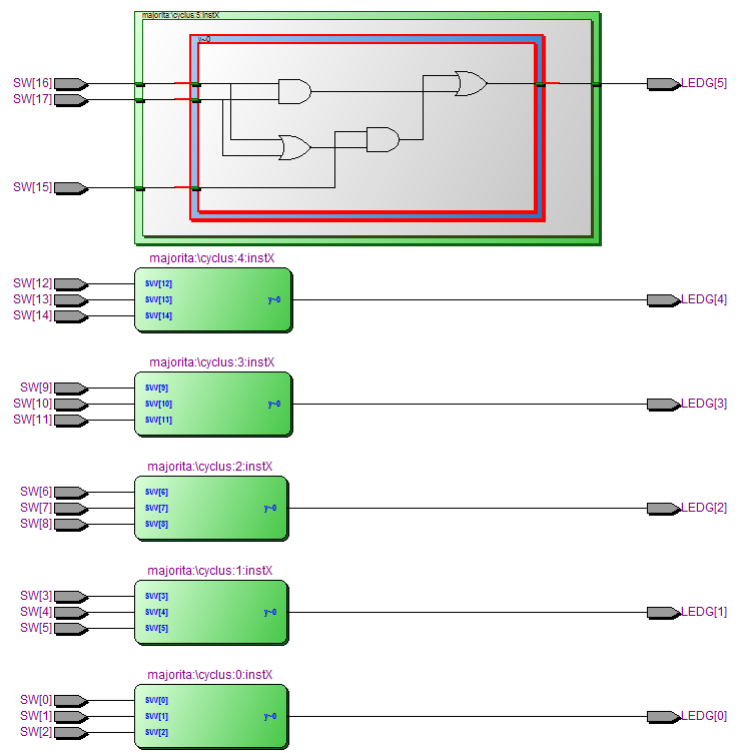 majorita:\cyclus:5:instX
y~0
SW[16]
SW[17]
SW[15]
LEDG[5]
majorita:\cyclus:4:instX
SW[12]
SW[13]
SW[14]
SW[12]
SW[13]
SW[14]
y~0
LEDG[4]
majorita:\cyclus:3:instX
SW[9]
SW[10]
SW[11]
SW[9]
SW[10]
SW[11]
y~0
LEDG[3]
majorita:\cyclus:2:instX
SW[6]
SW[7]
SW[8]
SW[6]
SW[7]
SW[8]
y~0
LEDG[2]
majorita:\cyclus:1:instX
SW[3]
SW[4]
SW[5]
SW[3]
SW[4]
SW[5]
y~0
LEDG[1]
majorita:\cyclus:0:instX
SW[0]
SW[1]
SW[2]
SW[0]
SW[1]
SW[2]
y~0
LEDG[0]